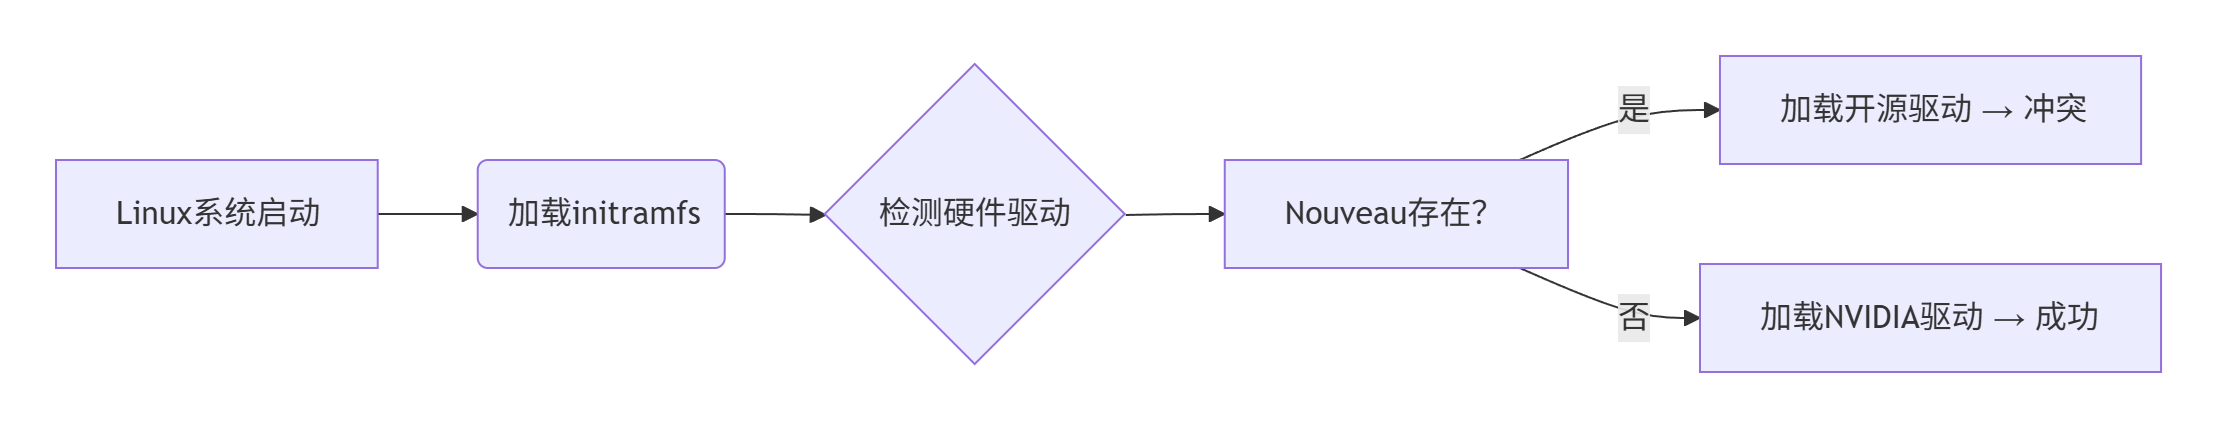 Linux系统启动
加载initramfs
检测硬件驱动
Nouveau存在？
是
加载开源驱动 → 冲突
否
加载NVIDIA驱动 → 成功